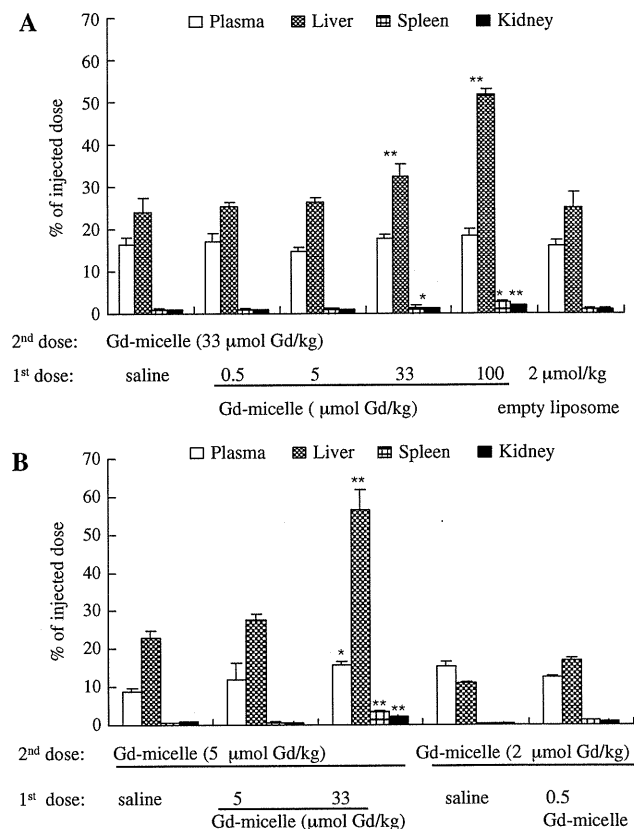 A
Plasma Liver Spleen Kidney
70
60
50
40
30
20
10
0
% of injected dose
** 
**
*
* **
2nd dose: Gd-micelle (33 μmol Gd/kg)
1st dose: saline 0.5 5 33 100 2 μmol/kg
Gd-micelle ( μmol Gd/kg) empty liposome
B
Plasma Liver Spleen Kidney
70
60
50
40
30
20
10
0
% of injected dose
**
*
** **
2nd dose: Gd-micelle (5 μmol Gd/kg) Gd-micelle (2 μmol Gd/kg)
1st dose: saline 5 33 saline 0.5
Gd-micelle (μmol Gd/kg) Gd-micelle